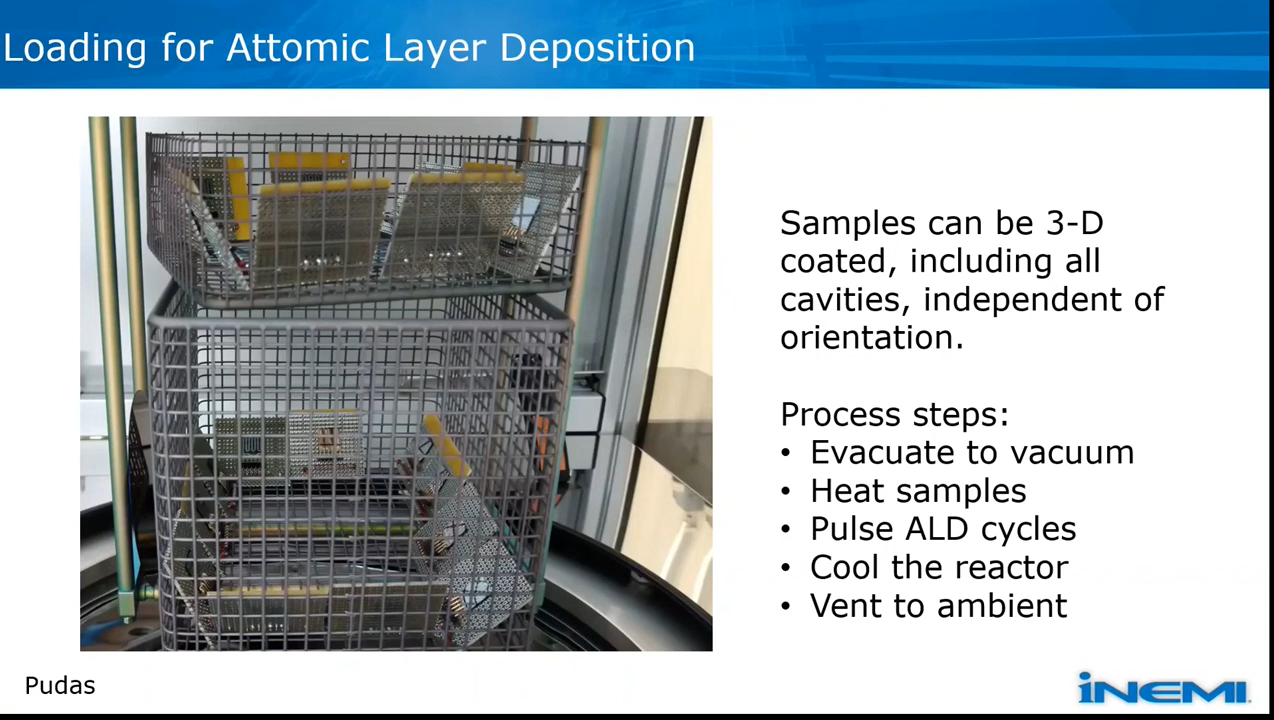 Loading for Attomic Layer Deposition
Samples can be 3-D
coated, including all
cavities, independent of
orientation.
Process steps:
• Evacuate to vacuum
• Heat samples
• Pulse ALD cycles
• Cool the reactor
• Vent to ambient
Pudas
iNEMI